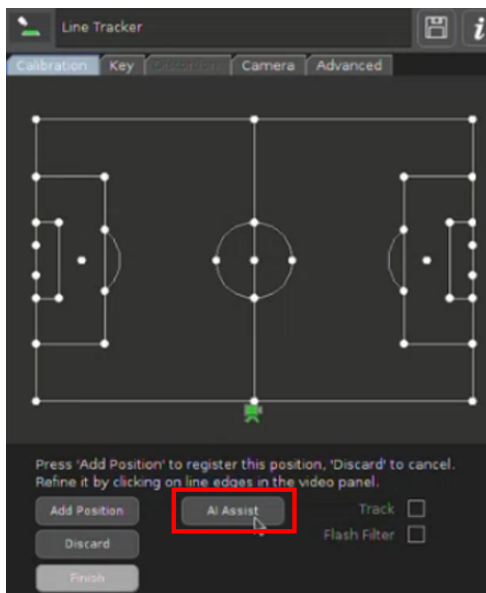 Line Tracker
i
Calibration Key Distortion Camera Advanced
Press 'Add Position' to register this position, 'Discard' to cancel.
Refine it by clicking on line edges in the video panel.
Add Position AI Assist Track
Discard Flash Filter
Finish